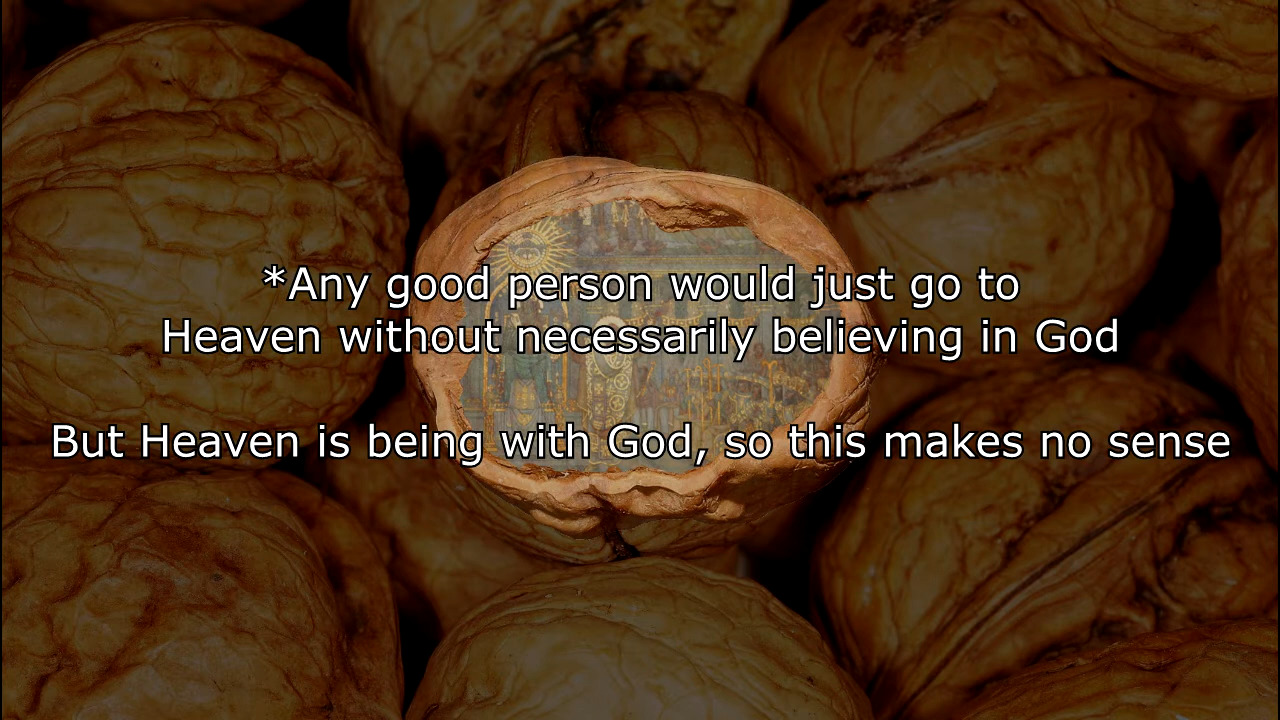 *Any good person would just go to
Heaven without necessarily believing in God
But Heaven is being with God, so this makes no sense